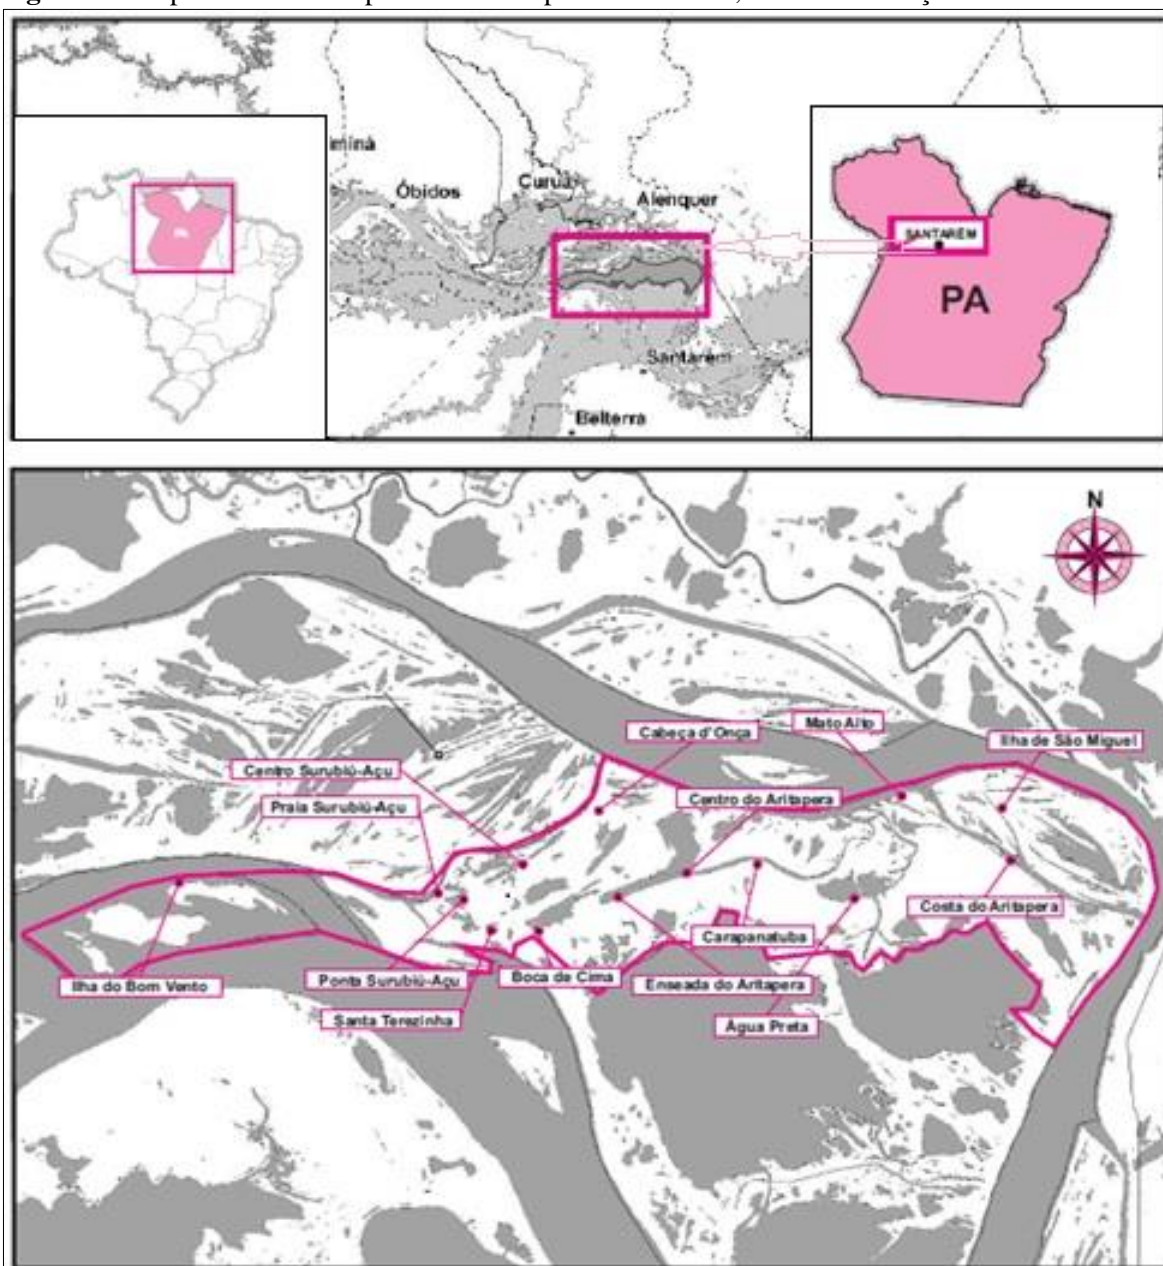 iminá
Óbidos
Curuá
Alenquer
Santarém
Belterra
SANTARÉM
PA
PA
N
Cabeça d'Onça
Mato Alto
Ilha de São Miguel
Centro Surubiú-Açu
Centro do Aritapera
Praia Surubiú-Açu
Costa do Aritapera
Carapanatuba
Ilha do Bom Vento
Ponta Surubiú-Açu
Boca de Cima
Enseada do Aritapera
Santa Terezinha
Água Preta